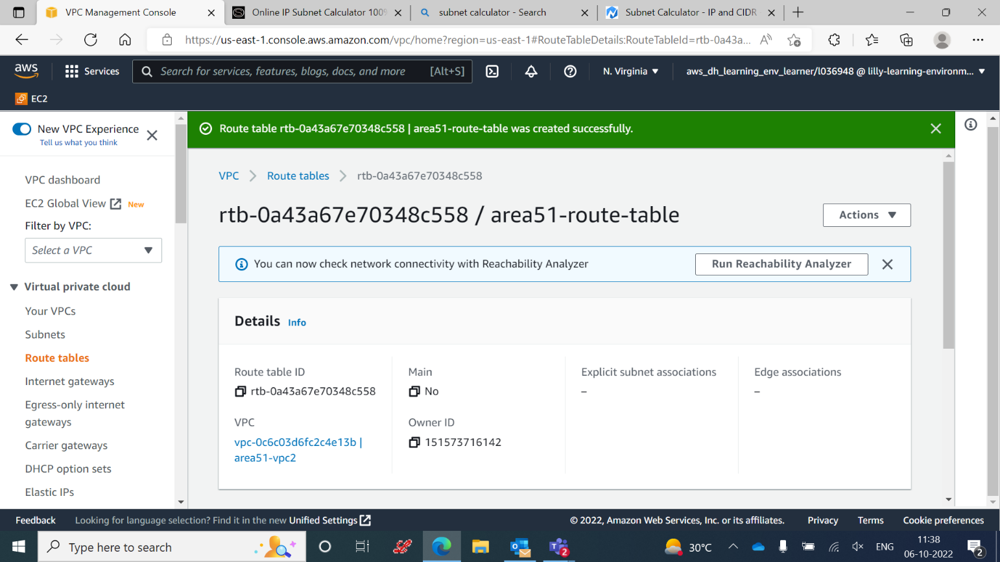 VPC Management Console
Online IP Subnet Calculator 100%
subnet calculator - Search
Subnet Calculator - IP and CIDR
https://us-east-1.console.aws.amazon.com/vpc/home?region=us-east-1#RouteTableDetails:RouteTableId=rtb-0a43a...
aws
Services
Search for services, features, blogs, docs, and more
[Alt+S]
N. Virginia
aws_dh_learning_env_learner/l036948 @ lilly-learning-environm...
EC2
New VPC Experience
Tell us what you think
Route table rtb-0a43a67e70348c558 | area51-route-table was created successfully.
VPC
Route tables
rtb-0a43a67e70348c558
VPC dashboard
EC2 Global View
New
Filter by VPC:
Select a VPC
Virtual private cloud
Your VPCs
Subnets
Route tables
Internet gateways
Egress-only internet
gateways
Carrier gateways
DHCP option sets
Elastic IPs
rtb-0a43a67e70348c558 / area51-route-table
Actions
You can now check network connectivity with Reachability Analyzer
Run Reachability Analyzer
Details
Info
Route table ID
rtb-0a43a67e70348c558
Main
No
Explicit subnet associations
–
Edge associations
–
VPC
vpc-0c6c03d6fc2c4e13b |
area51-vpc2
Owner ID
151573716142
Feedback
Looking for language selection? Find it in the new Unified Settings
© 2022, Amazon Web Services, Inc. or its affiliates.
Privacy
Terms
Cookie preferences
Type here to search
2
30°C
ENG
11:38
06-10-2022
2